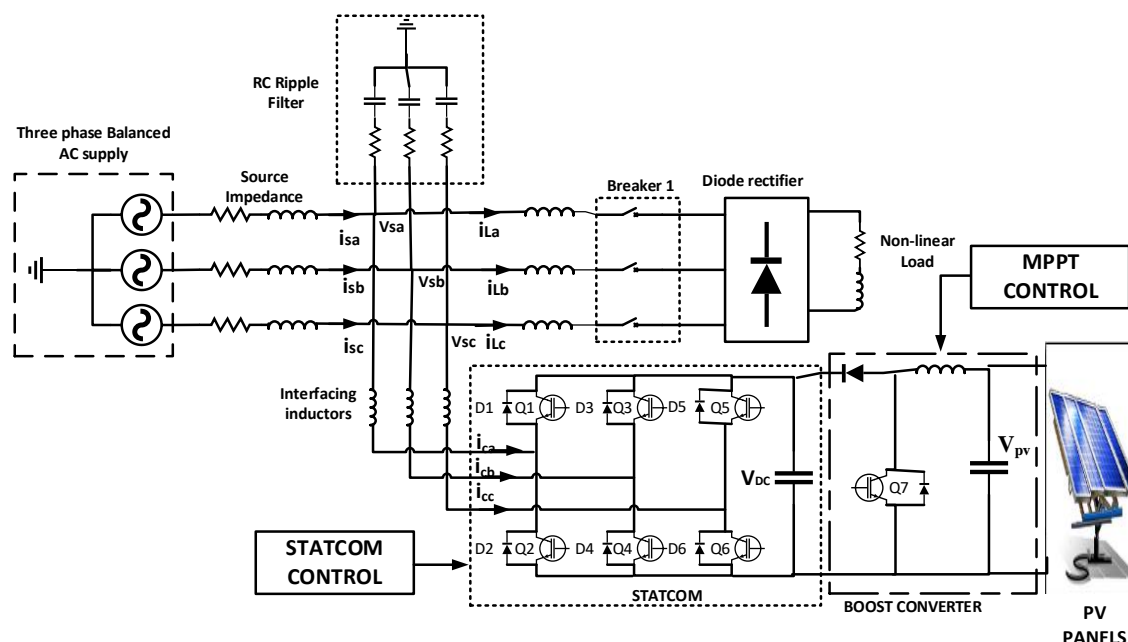 RC Ripple
Filter
Three phase Balanced
AC supply
Source
Impedance
Breaker 1
Diode rectifier
isa
Vsa
iLa
Non-linear
Load
MPPT
CONTROL
isb
Vsb
iLb
isc
Vsc
iLc
Interfacing
inductors
D1 Q1 D3 Q3 D5 Q5
ica
icb
icc
VDC
Vpv
Q7
D2 Q2 D4 Q4 D6 Q6
STATCOM
CONTROL
STATCOM
BOOST CONVERTER
PV
PANELS